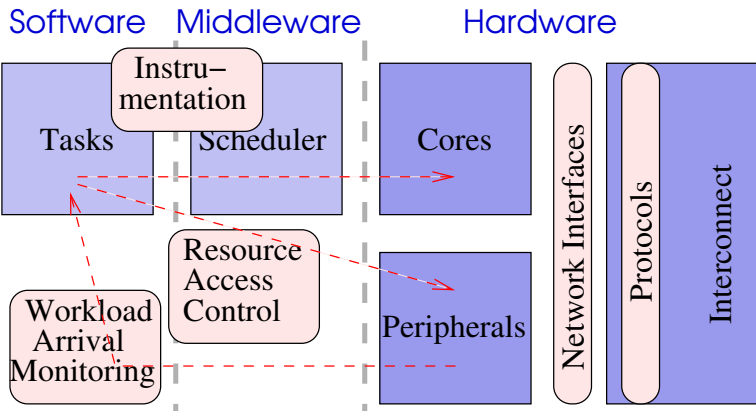 Software
Middleware
Hardware
Instru-
mentation
Tasks
Scheduler
Cores
Resource
Access
Control
Workload
Arrival
Monitoring
Peripherals
Network Interfaces
Protocols
Interconnect